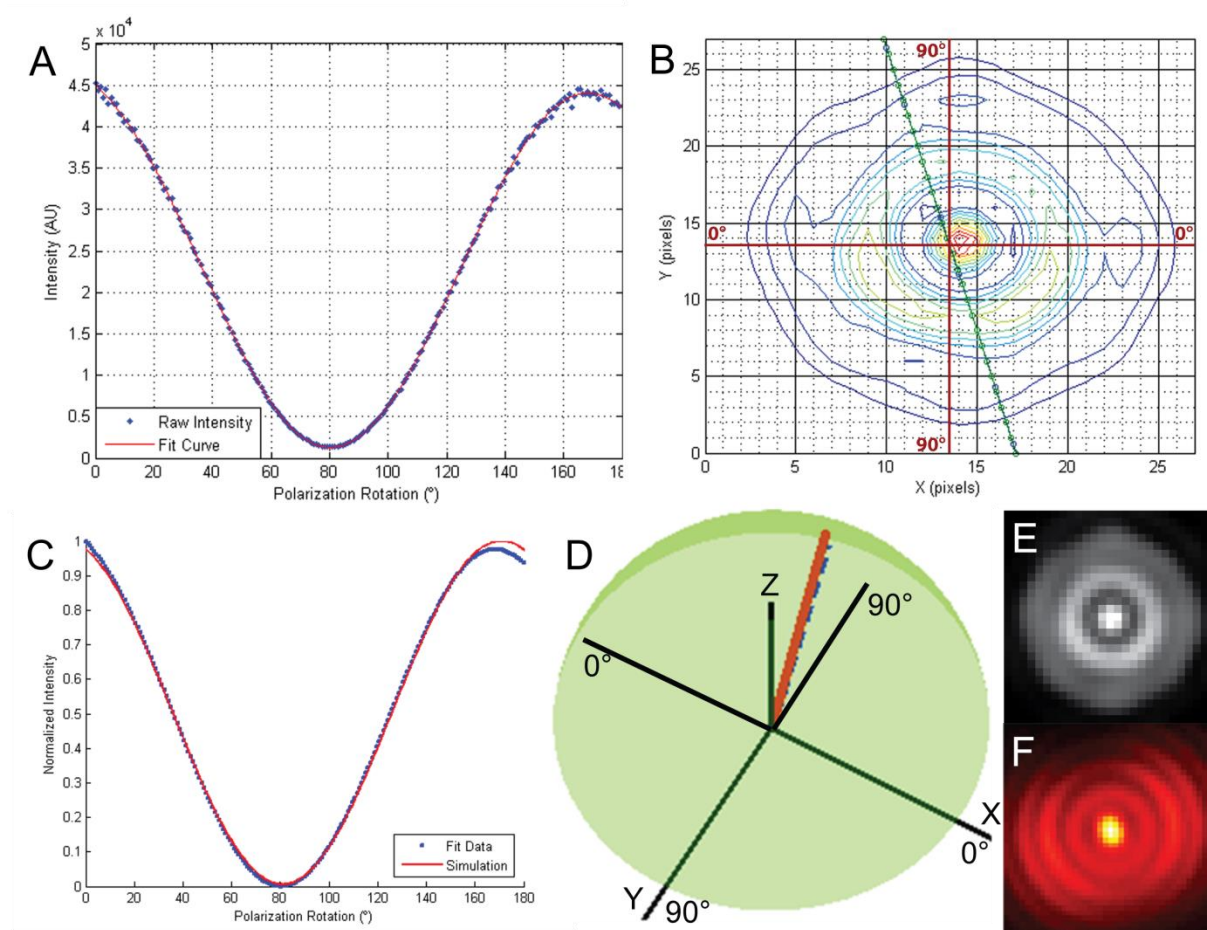 A
x 10⁴
5
4.5
4
3.5
3
2.5
2
1.5
1
0.5
0
Intensity (AU)
Raw Intensity
Fit Curve
0 20 40 60 80 100 120 140 160 180
Polarization Rotation (°)
B
90°
25
20
15
10
5
0
Y (pixels)
0°
0°
90°
0 5 10 15 20 25
X (pixels)
C
1
0.9
0.8
0.7
0.6
0.5
0.4
0.3
0.2
0.1
0
Normalized Intensity
Fit Data
Simulation
0 20 40 60 80 100 120 140 160 180
Polarization Rotation (°)
D
Z
90°
0°
X
0°
Y
90°
E
F